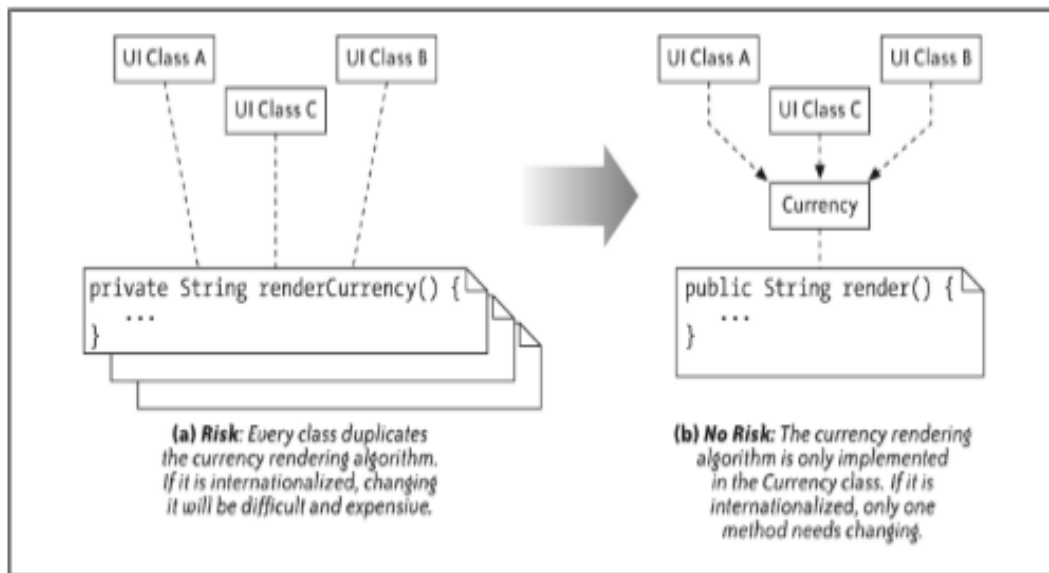 UI Class A
UI Class B
UI Class C
private String renderCurrency() {
...
}
(a) Risk: Every class duplicates
the currency rendering algorithm.
If it is internationalized, changing
it will be difficult and expensive.
UI Class A
UI Class B
UI Class C
Currency
public String render() {
...
}
(b) No Risk: The currency rendering
algorithm is only implemented
in the Currency class. If it is
internationalized, only one
method needs changing.